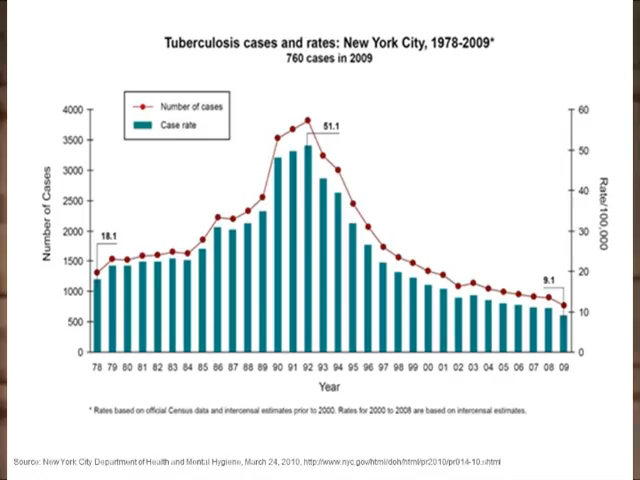 Tuberculosis cases and rates: New York City, 1978-2009*
760 cases in 2009
Number of cases
Case rate
4000
3500
3000
2500
2000
1500
1000
500
0
60
50
40
30
20
10
0
Number of Cases
Rate/100,000
18.1
51.1
9.1
78 79 80 81 82 83 84 85 86 87 88 89 90 91 92 93 94 95 96 97 98 99 00 01 02 03 04 05 06 07 08 09
Year
* Rates based on official Census data and intercensal estimates prior to 2000. Rates for 2000 to 2008 are based on intercensal estimates.
Source: New York City Department of Health and Mental Hygiene, March 24, 2010, http://www.nyc.gov/html/doh/html/pr2010/pr014-10.shtml